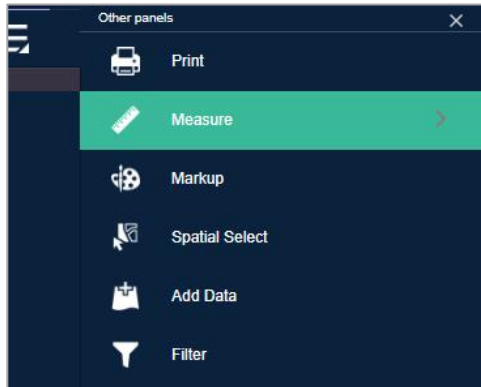 Other panels
Print
Measure
Markup
Spatial Select
Add Data
Filter